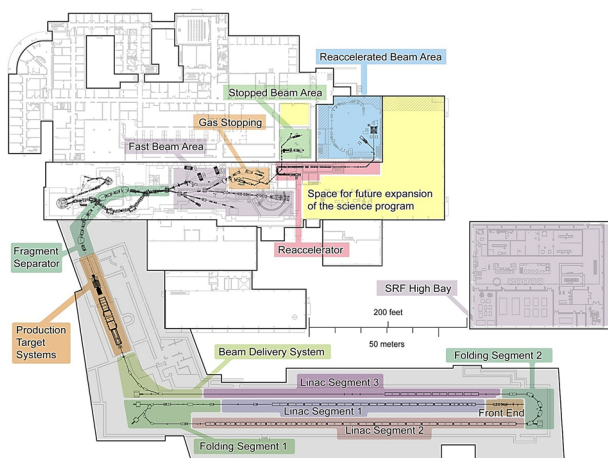 Reaccelerated Beam Area
Stopped Beam Area
Gas Stopping
Fast Beam Area
Space for future expansion
of the science program
Reaccelerator
Fragment
Separator
SRF High Bay
200 feet
50 meters
Production
Target
Systems
Beam Delivery System
Folding Segment 2
Linac Segment 3
Linac Segment 1
Front End
Linac Segment 2
Folding Segment 1